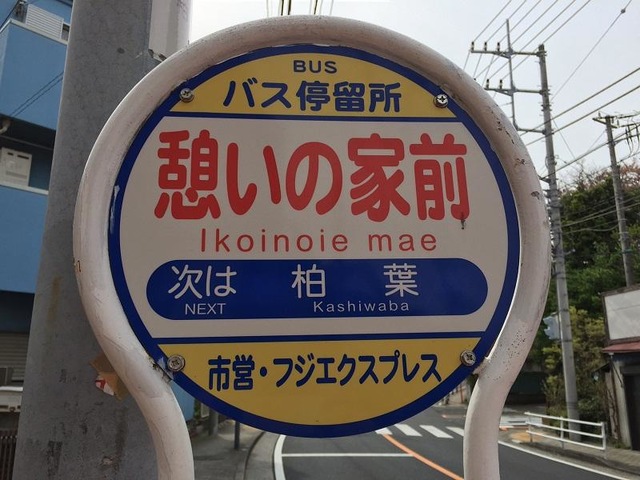 BUS
バス停留所
憩いの家前
Ikoinoie mae
次は 柏葉
NEXT Kashiwaba
市営・フジエクスプレス